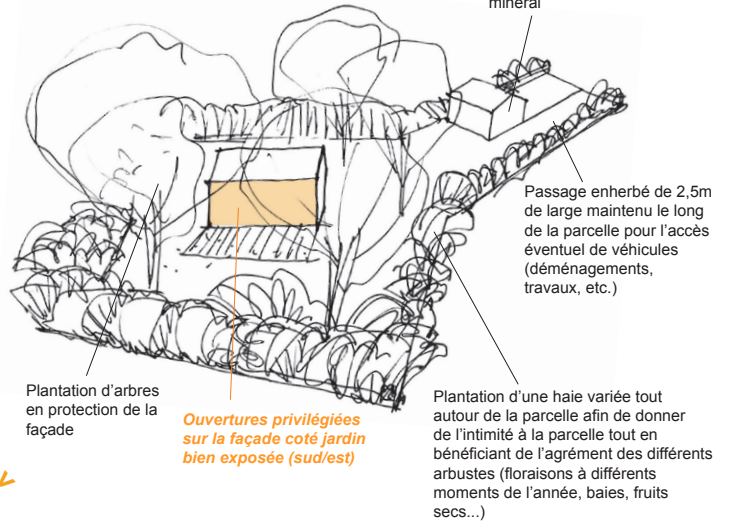 minéral
Passage enherbé de 2,5m
de large maintenu le long
de la parcelle pour l’accès
éventuel de véhicules
(déménagements,
travaux, etc.)
Plantation d’arbres
en protection de la
façade
Ouvertures privilégiées
sur la façade coté jardin
bien exposée (sud/est)
Plantation d’une haie variée tout
autour de la parcelle afin de donner
de l’intimité à la parcelle tout en
bénéficiant de l’agrément des différents
arbustes (floraisons à différents
moments de l’année, baies, fruits
secs...)